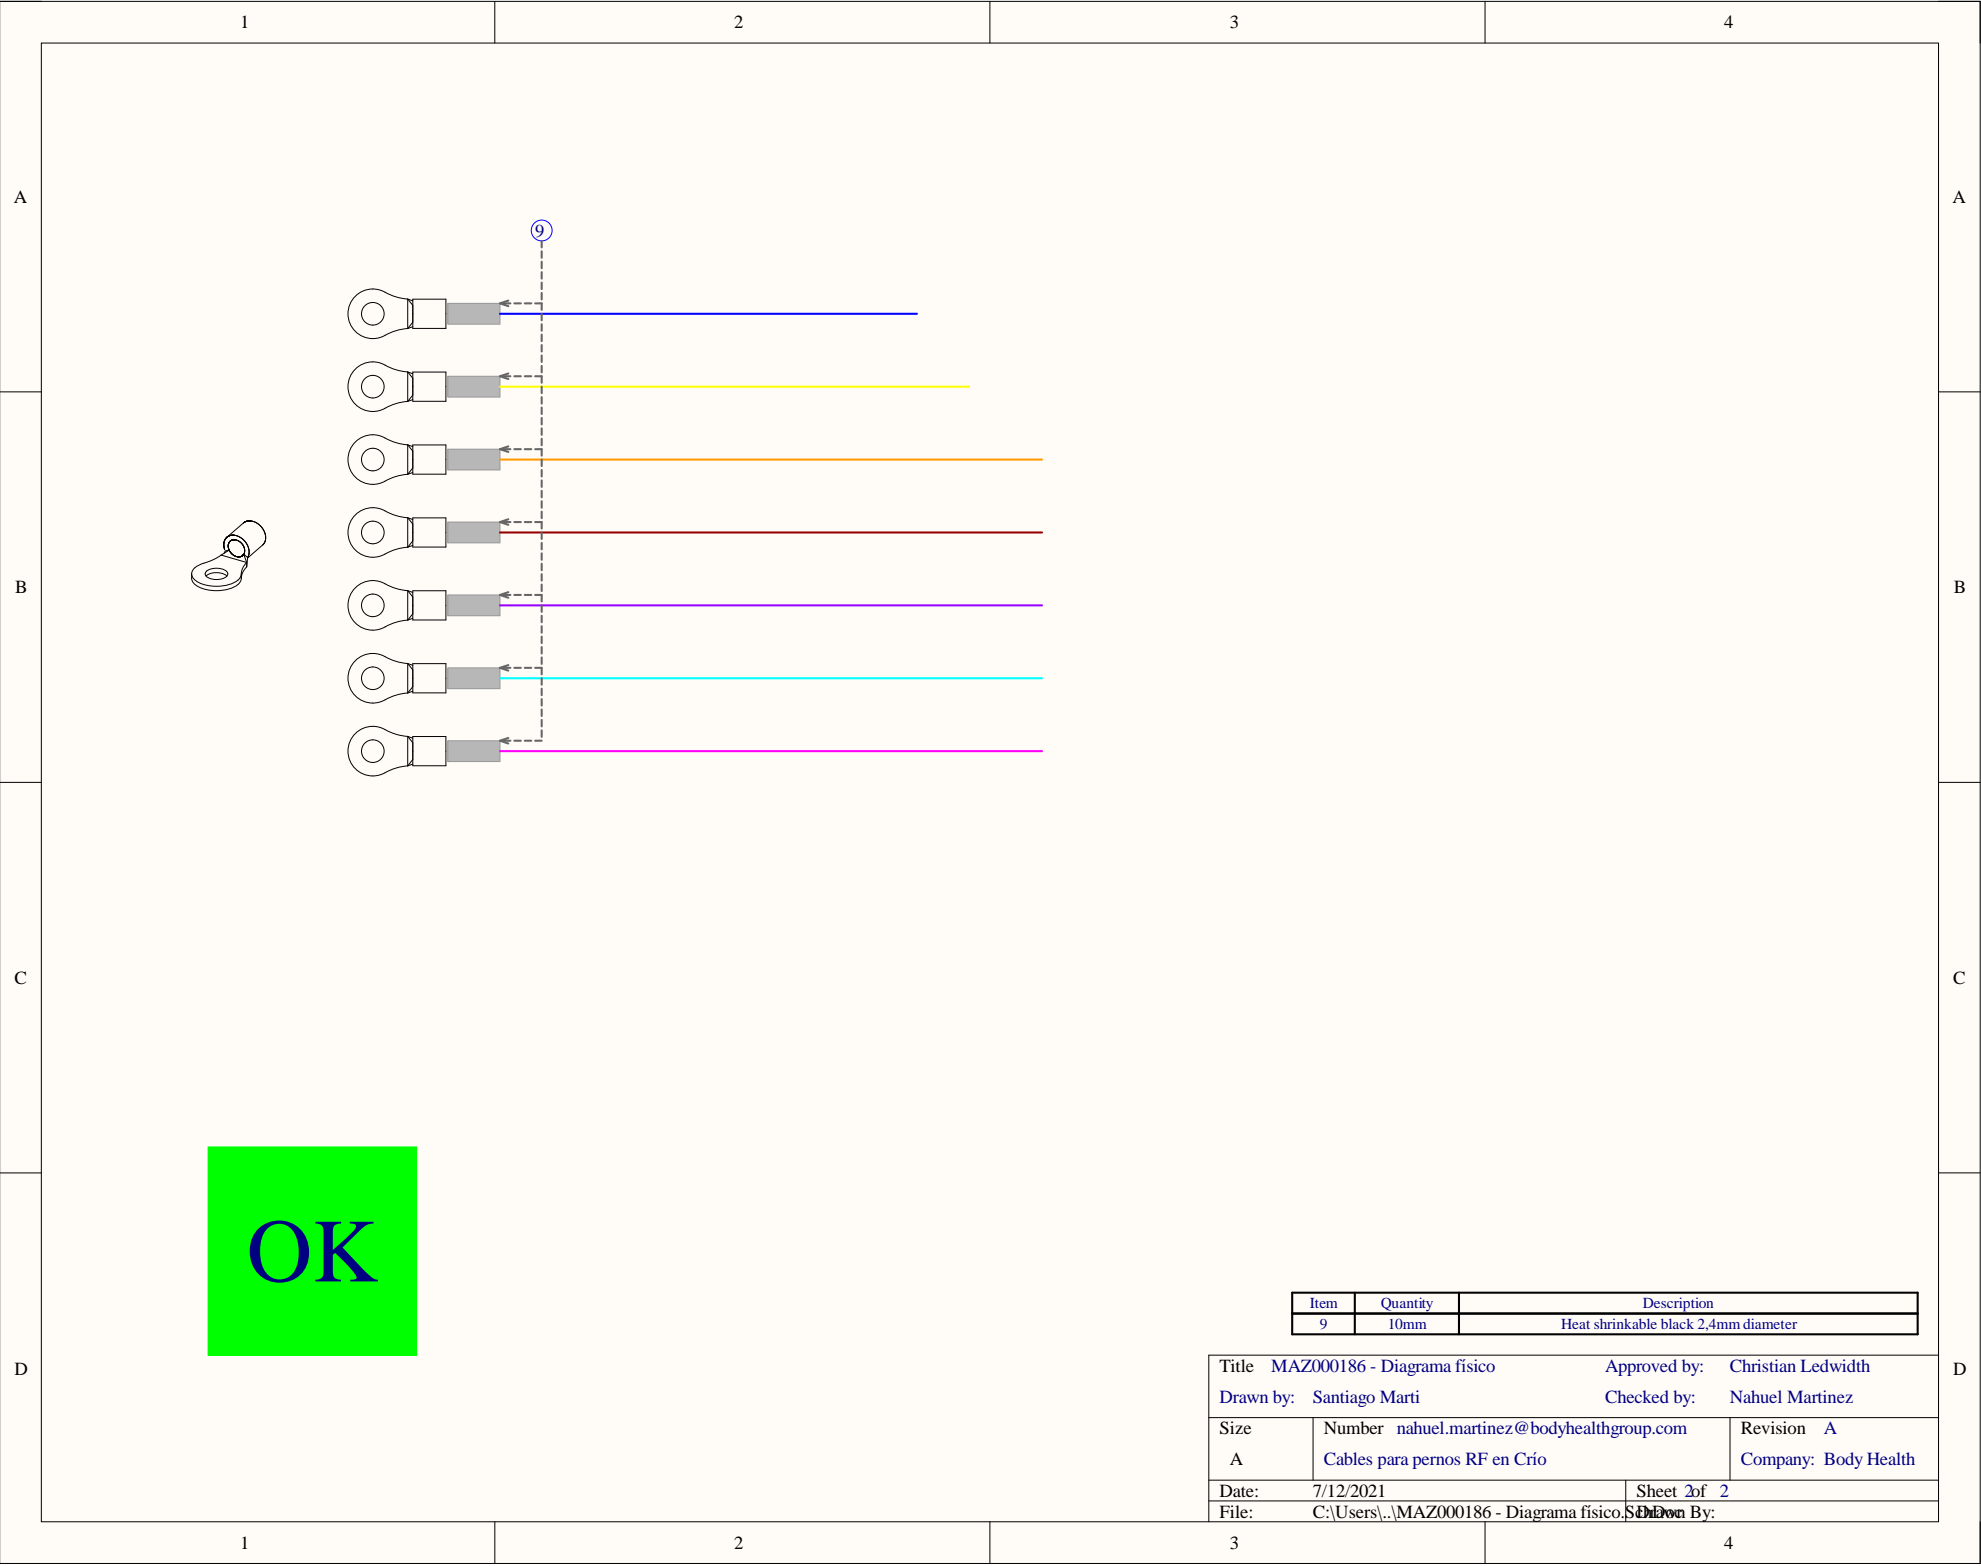 1 2 3 4
A A
9
B B
C C
OK
Item Quantity Description
9 10mm Heat shrinkable black 2,4mm diameter
D D
Title MAZ000186 - Diagrama físico Approved by: Christian Ledwidth
Drawn by: Santiago Marti Checked by: Nahuel Martinez
Size Number nahuel.martinez@bodyhealthgroup.com Revision A
A Cables para pernos RF en Crío Company: Body Health
Date: 7/12/2021 Sheet 2 of 2
File: C:\Users\..\MAZ000186 - Diagrama físico.SchDoc Drawn By:
1 2 3 4